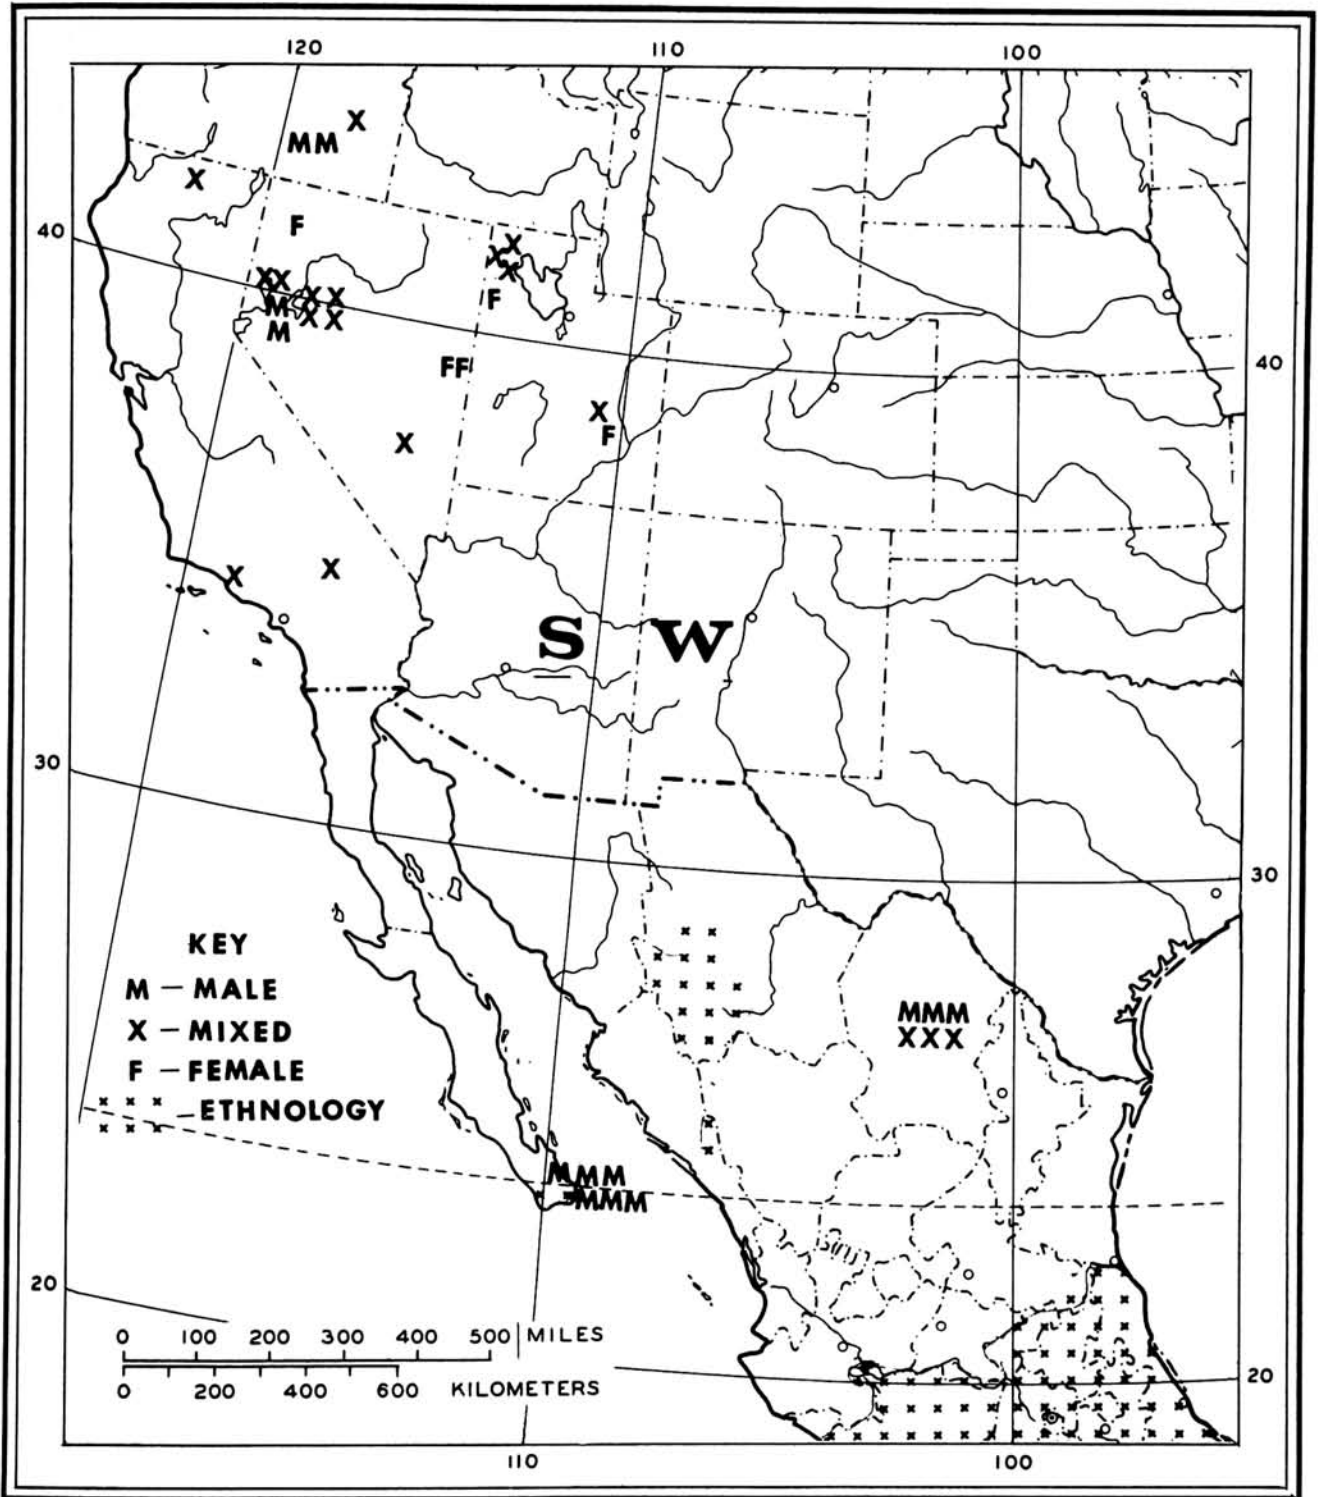 120 110 100
X
MM
X
F
40
X X
X
F
XX
M XX
M XX
FF
40
X
F
X
X X
S W
30
30
KEY
M – MALE
X – MIXED
F – FEMALE
x x x
x x x – ETHNOLOGY
MMM
XXX
MMM
MMM
20
0 100 200 300 400 500 MILES
0 200 400 600 KILOMETERS
20
110 100